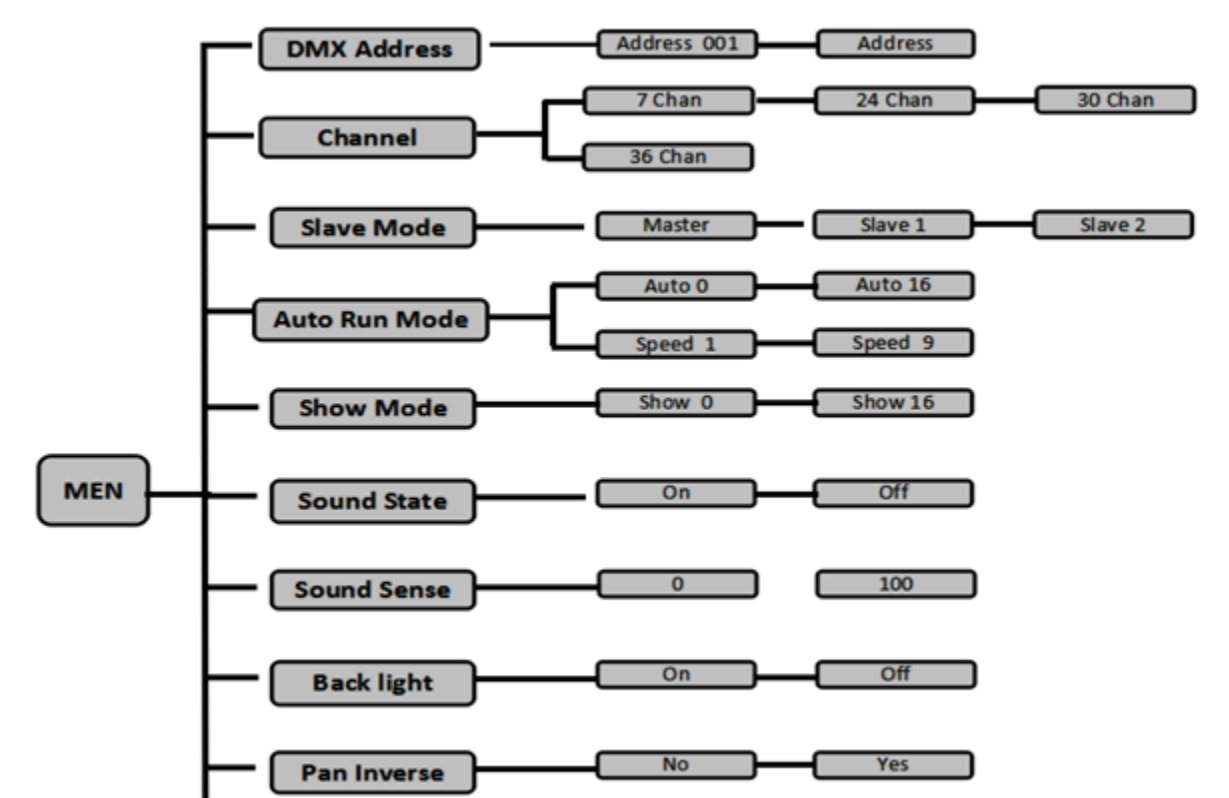 DMX Address Address 001 Address
Channel 7 Chan 24 Chan 30 Chan
36 Chan
Slave Mode Master Slave 1 Slave 2
Auto Run Mode Auto 0 Auto 16
Speed 1 Speed 9
Show Mode Show 0 Show 16
MEN
Sound State On Off
Sound Sense 0 100
Back light On Off
Pan Inverse No Yes